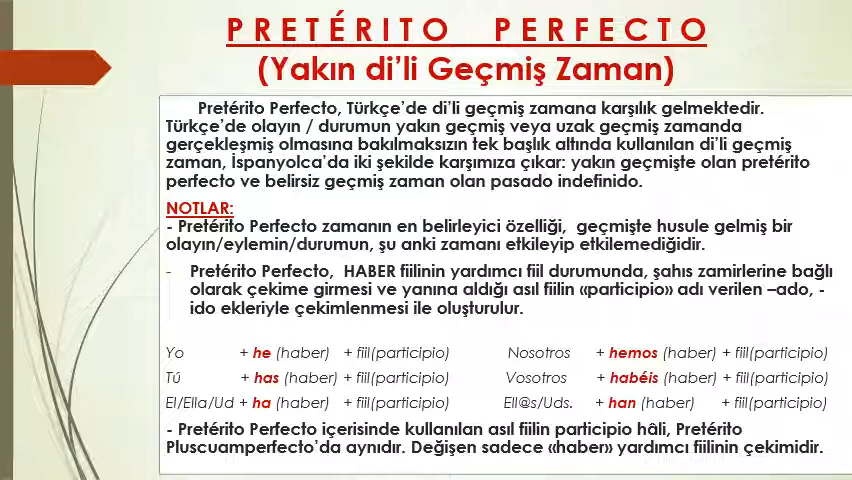 PRETÉRITO PERFECTO
(Yakın di’li Geçmiş Zaman)
Pretérito Perfecto, Türkçe’de di’li geçmiş zamana karşılık gelmektedir.
Türkçe’de olayın / durumun yakın geçmiş veya uzak geçmiş zamanda
gerçekleşmiş olmasına bakılmaksızın tek başlık altında kullanılan di’li geçmiş
zaman, İspanyolca’da iki şekilde karşımıza çıkar: yakın geçmişte olan pretérito
perfecto ve belirsiz geçmiş zaman olan pasado indefinido.
NOTLAR:
- Pretérito Perfecto zamanın en belirleyici özelliği, geçmişte husule gelmiş bir
olayın/eylemin/durumun, şu anki zamanı etkileyip etkilemediğidir.
- Pretérito Perfecto, HABER fiilinin yardımcı fiil durumunda, şahıs zamirlerine bağlı
olarak çekime girmesi ve yanına aldığı asıl fiilin «participio» adı verilen –ado, -
ido ekleriyle çekimlenmesi ile oluşturulur.
Yo + he (haber) + fiil(participio) Nosotros + hemos (haber) + fiil(participio)
Tú + has (haber) + fiil(participio) Vosotros + habéis (haber) + fiil(participio)
El/Ella/Ud + ha (haber) + fiil(participio) Ell@s/Uds. + han (haber) + fiil(participio)
- Pretérito Perfecto içerisinde kullanılan asıl fiilin participio hâli, Pretérito
Pluscuamperfecto’da aynıdır. Değişen sadece «haber» yardımcı fiilinin çekimidir.